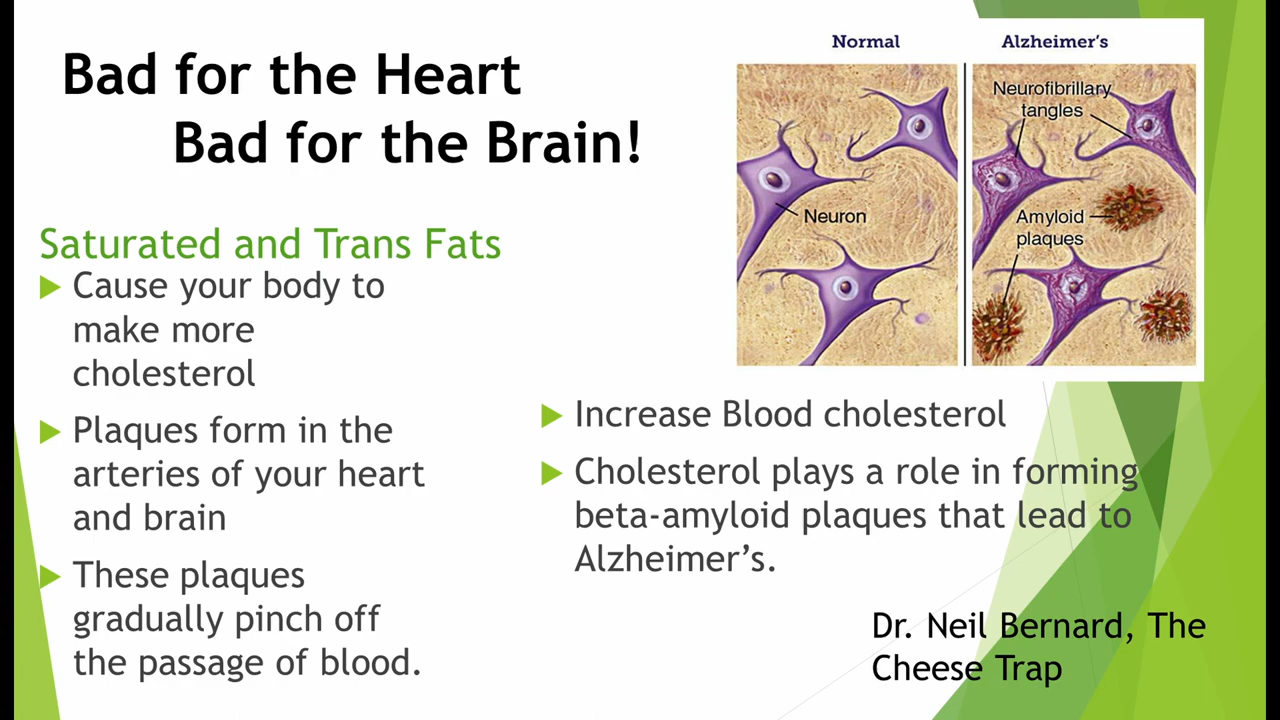 Bad for the Heart
Bad for the Brain!
Saturated and Trans Fats
Cause your body to
make more
cholesterol
Plaques form in the
arteries of your heart
and brain
These plaques
gradually pinch off
the passage of blood.
Normal
Alzheimer's
Neuron
Neurofibrillary
tangles
Amyloid
plaques
Increase Blood cholesterol
Cholesterol plays a role in forming
beta-amyloid plaques that lead to
Alzheimer’s.
Dr. Neil Bernard, The
Cheese Trap